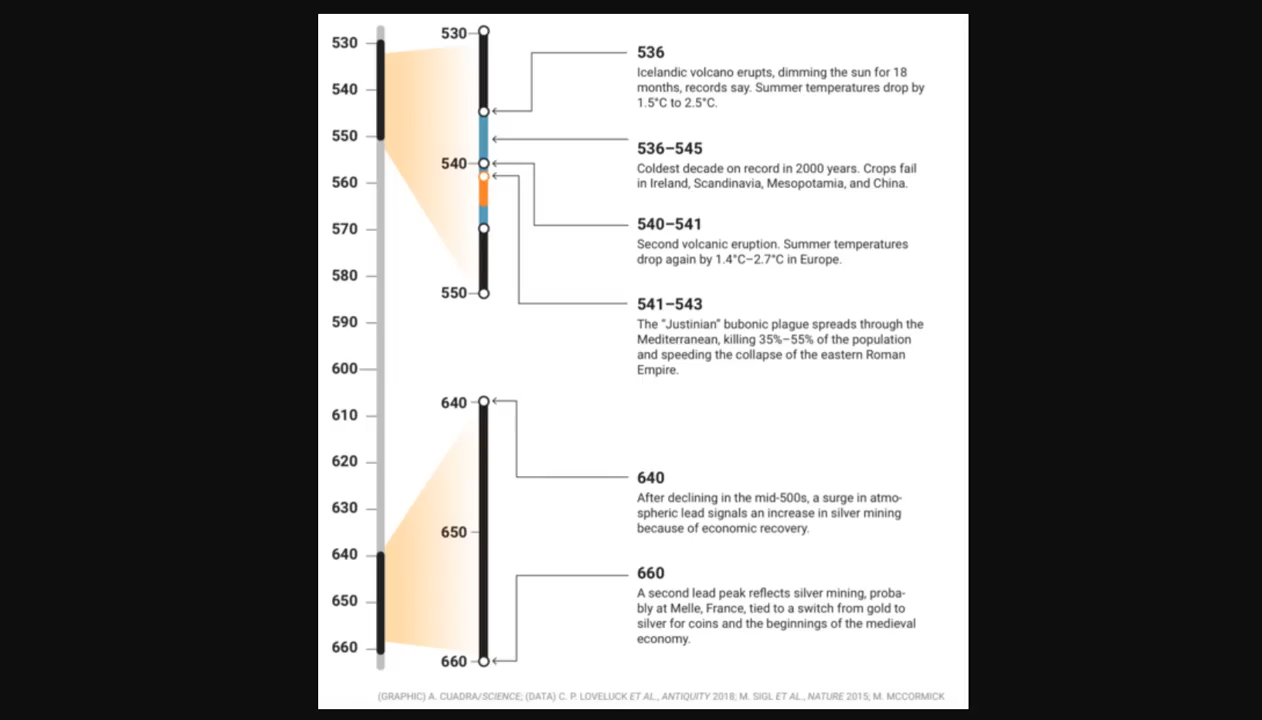 530
540
550
560
570
580
590
600
610
620
630
640
650
660
530
540
550
640
650
660
536
Icelandic volcano erupts, dimming the sun for 18
months, records say. Summer temperatures drop by
1.5°C to 2.5°C.
536–545
Coldest decade on record in 2000 years. Crops fail
in Ireland, Scandinavia, Mesopotamia, and China.
540–541
Second volcanic eruption. Summer temperatures
drop again by 1.4°C–2.7°C in Europe.
541–543
The "Justinian" bubonic plague spreads through the
Mediterranean, killing 35%–55% of the population
and speeding the collapse of the eastern Roman
Empire.
640
After declining in the mid-500s, a surge in atmo-
spheric lead signals an increase in silver mining
because of economic recovery.
660
A second lead peak reflects silver mining, proba-
bly at Melle, France, tied to a switch from gold to
silver for coins and the beginnings of the medieval
economy.
(GRAPHIC) A. CUADRA/SCIENCE; (DATA) C. P. LOVELUCK ET AL., ANTIQUITY 2018; M. SIGL ET AL., NATURE 2015; M. MCCORMICK